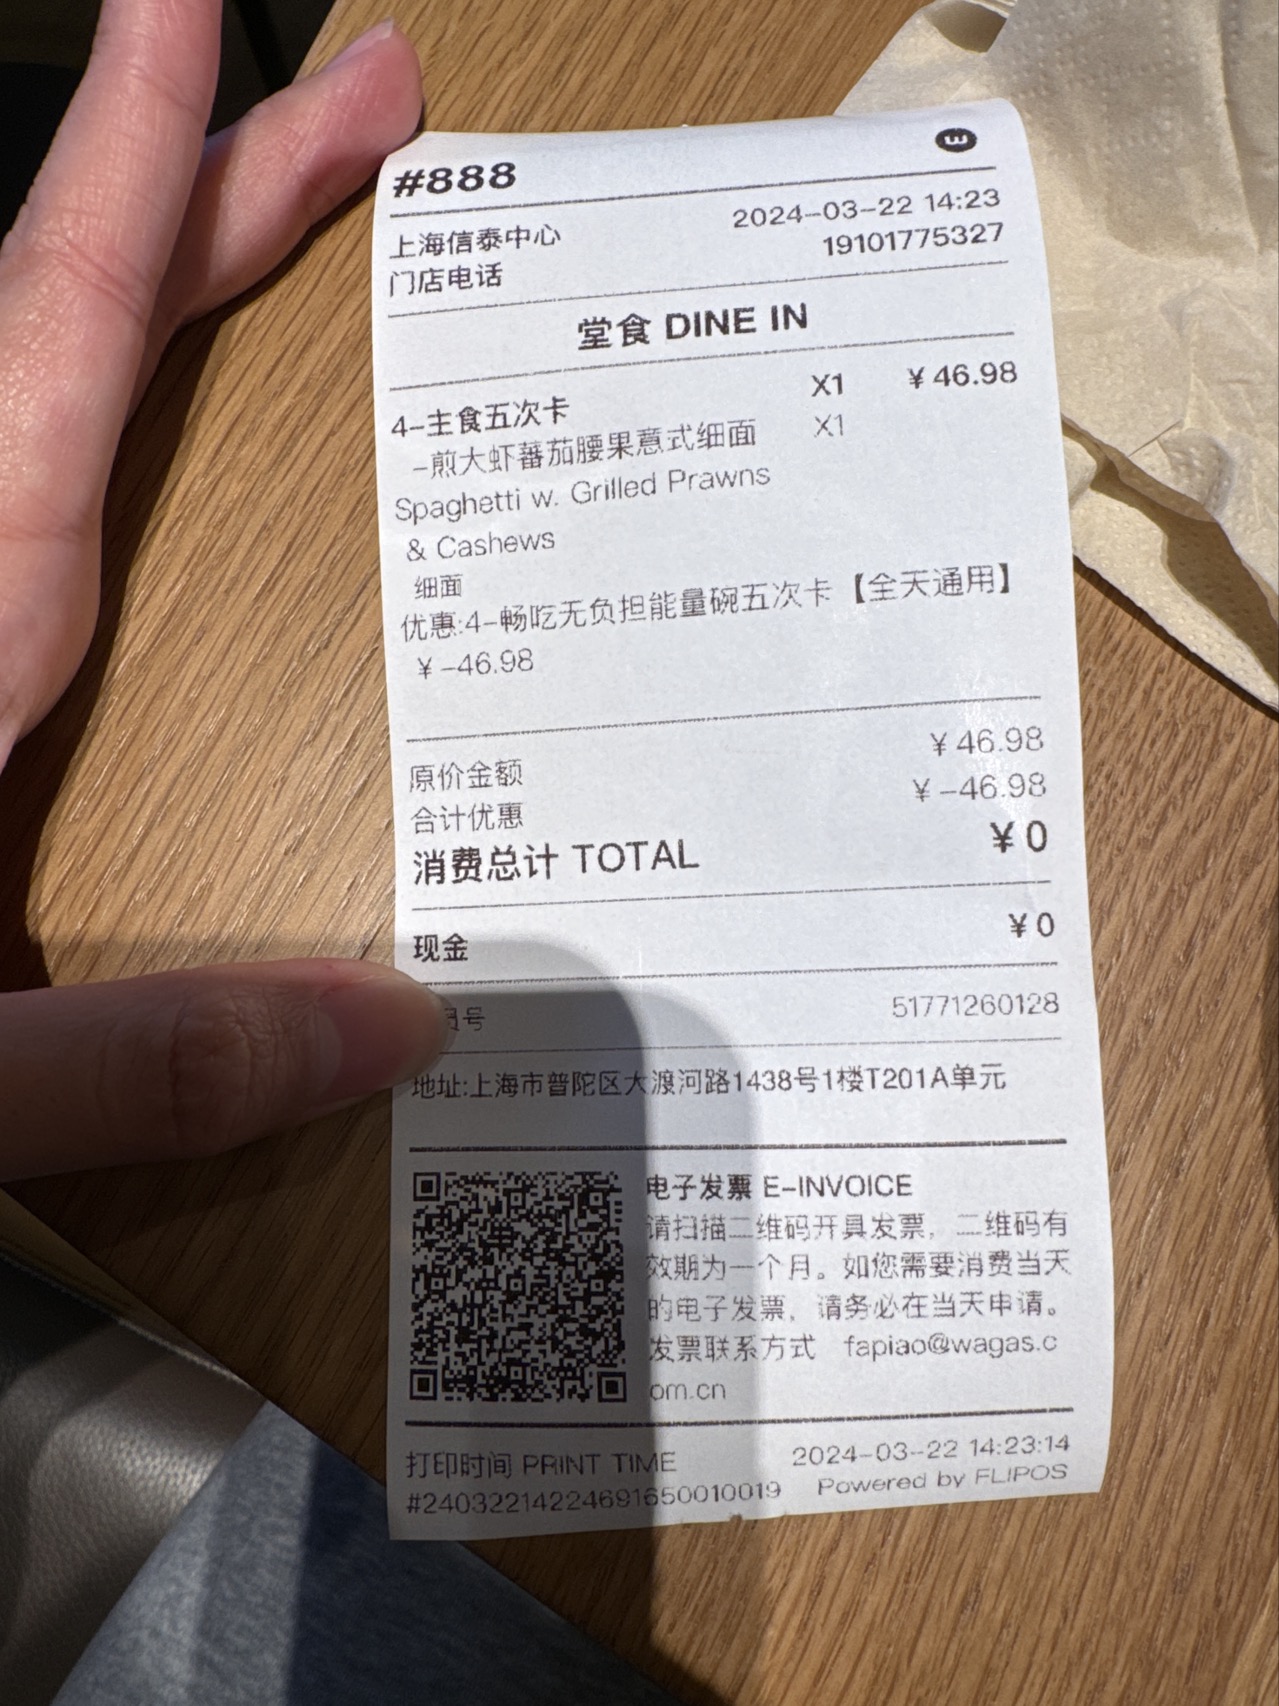 #888
上海信泰中心 2024-03-22 14:23
门店电话 19101775327
堂食 DINE IN
4-主食五次卡 X1 ¥46.98
-煎大虾蕃茄腰果意式细面 X1
Spaghetti w. Grilled Prawns
& Cashews
细面
优惠:4-畅吃无负担能量碗五次卡【全天通用】
¥-46.98
原价金额 ¥46.98
合计优惠 ¥-46.98
消费总计 TOTAL ¥0
现金 ¥0
员号 51771260128
地址:上海市普陀区大渡河路1438号1楼T201A单元
电子发票 E-INVOICE
请扫描二维码开具发票，二维码有
效期为一个月。如您需要消费当天
的电子发票，请务必在当天申请。
发票联系方式 fapiao@wagas.c
om.cn
打印时间 PRINT TIME 2024-03-22 14:23:14
#24032214224691650010019 Powered by FLIPOS